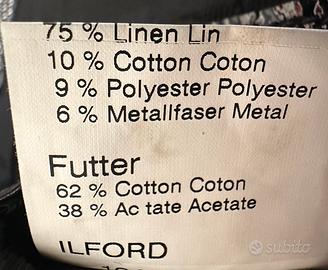 75 % Linen Lin
10 % Cotton Coton
9 % Polyester Polyester
6 % Metallfaser Metal
Futter
62 % Cotton Coton
38 % Ac tate Acetate
ILFORD
subito